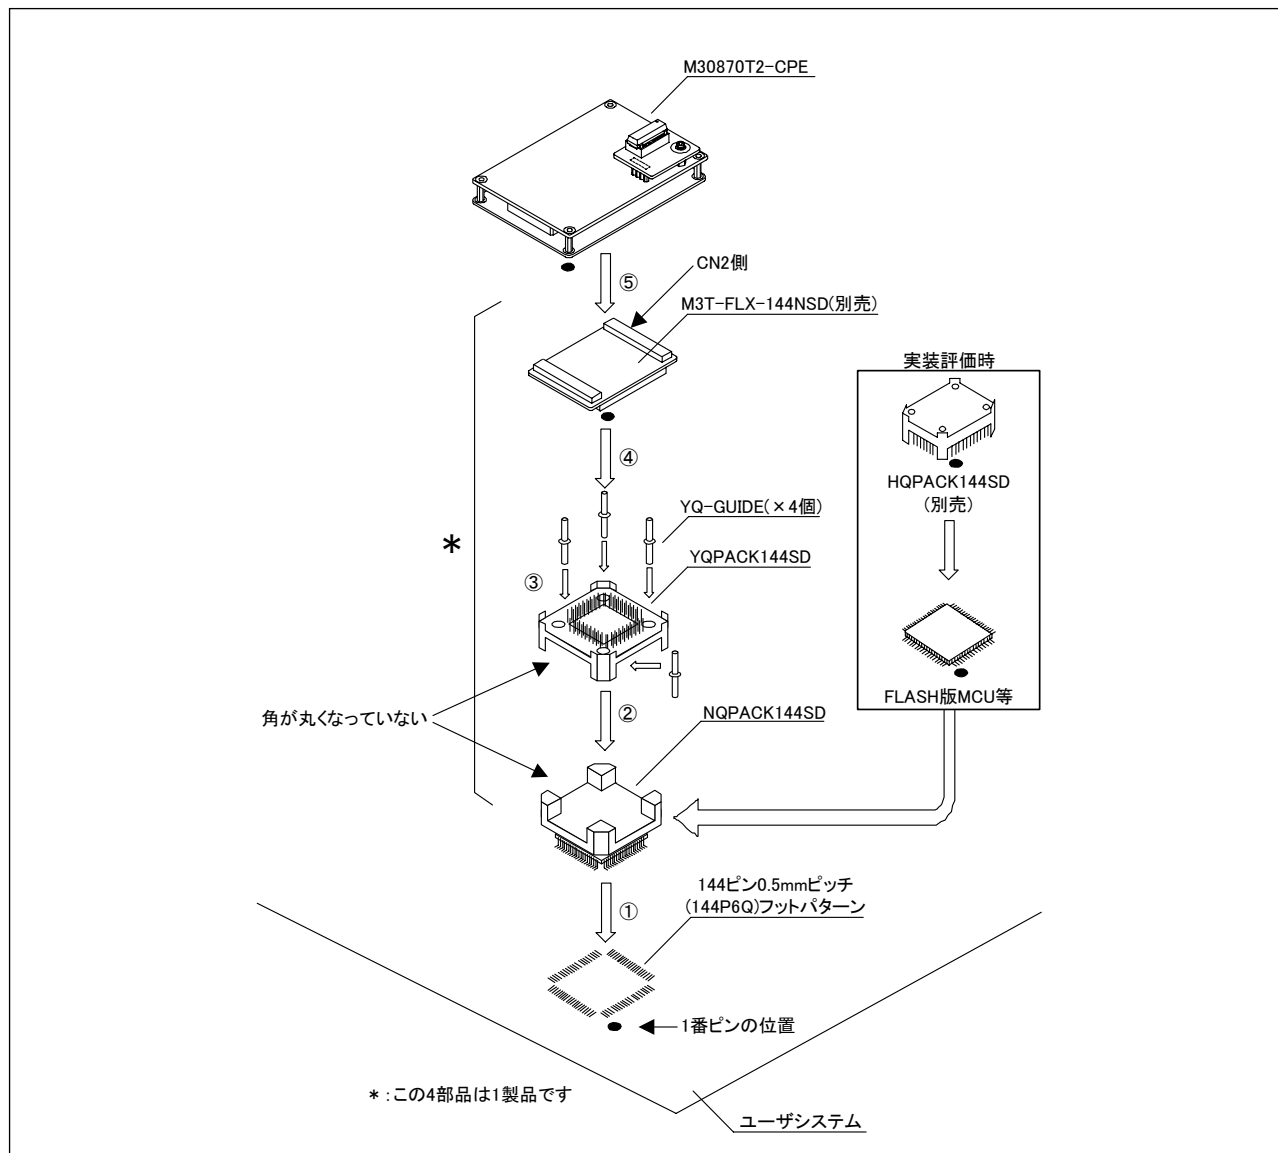 M30870T2-CPE
⑤
CN2側
M3T-FLX-144NSD(別売)
実装評価時
④
HQPACK144SD
(別売)
YQ-GUIDE(×4個)
*
YQPACK144SD
③
FLASH版MCU等
角が丸くなっていない
②
NQPACK144SD
144ピン0.5mmピッチ
(144P6Q)フットパターン
①
1番ピンの位置
* :この4部品は1製品です
ユーザシステム